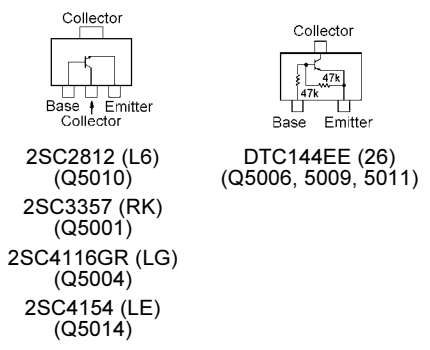 Collector
Base Emitter
Collector
2SC2812 (L6)
(Q5010)
2SC3357 (RK)
(Q5001)
2SC4116GR (LG)
(Q5004)
2SC4154 (LE)
(Q5014)
Collector
47k
47k
Base Emitter
DTC144EE (26)
(Q5006, 5009, 5011)